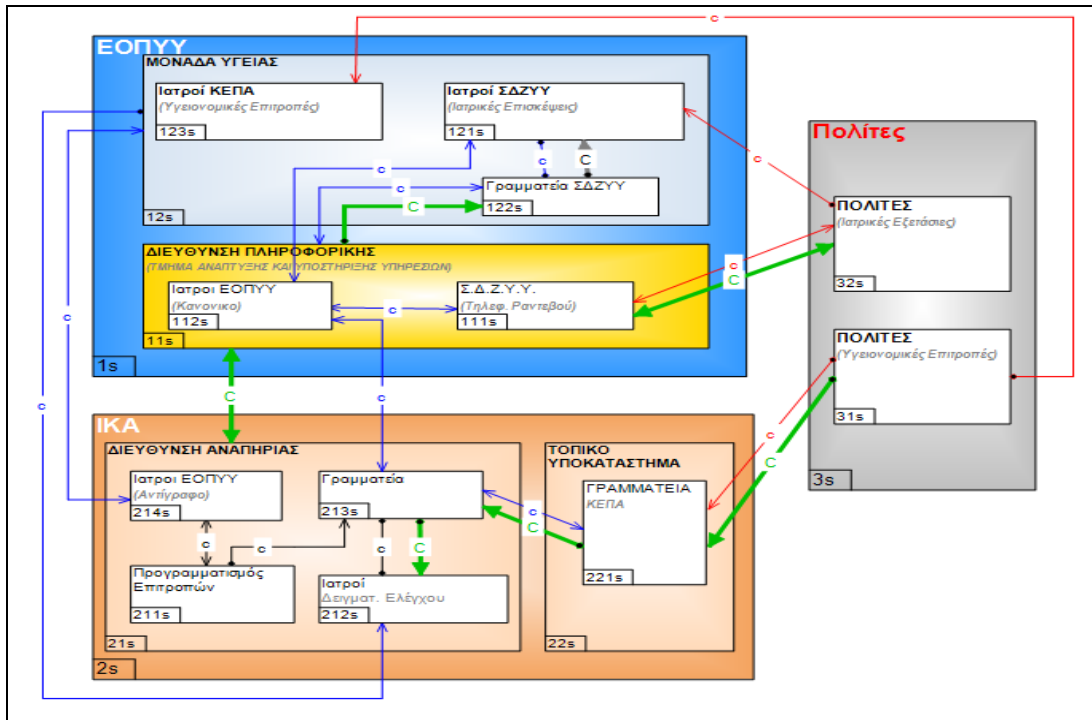 c
ΕΟΠΥΥ
ΜΟΝΑΔΑ ΥΓΕΙΑΣ
Ιατροί ΚΕΠΑ
(Υγειονομικές Επιτροπές)
123s
Ιατροί ΣΔΖΥΥ
(Ιατρικές Επισκέψεις)
121s
c
c
c
C
Γραμματεία ΣΔΖΥΥ
122s
C
12s
c
ΔΙΕΥΘΥΝΣΗ ΠΛΗΡΟΦΟΡΙΚΗΣ
(ΤΜΗΜΑ ΑΝΑΠΤΥΞΗΣ ΚΑΙ ΥΠΟΣΤΗΡΙΞΗΣ ΥΠΗΡΕΣΙΩΝ)
Ιατροι ΕΟΠΥΥ
(Κανονικο)
112s
c
Σ.Δ.Ζ.Υ.Υ.
(Τηλεφ. Ραντεβού)
111s
c
C
11s
1s
Πολίτες
ΠΟΛΙΤΕΣ
(Ιατρικές Εξετάσιες)
32s
ΠΟΛΙΤΕΣ
(Υγειονομικές Επιτροπές)
31s
3s
c
c
C
c
c
C
ΙΚΑ
ΔΙΕΥΘΥΝΣΗ ΑΝΑΠΗΡΙΑΣ
Ιατροι ΕΟΠΥΥ
(Αντίγραφο)
214s
Γραμματεία
213s
c
c
c
C
Προγραμματισμός
Επιτροπών
211s
Ιατροί
Δειγματ. Ελέγχου
212s
21s
c
C
ΤΟΠΙΚΟ
ΥΠΟΚΑΤΑΣΤΗΜΑ
ΓΡΑΜΜΑΤΕΙΑ
ΚΕΠΑ
221s
22s
2s